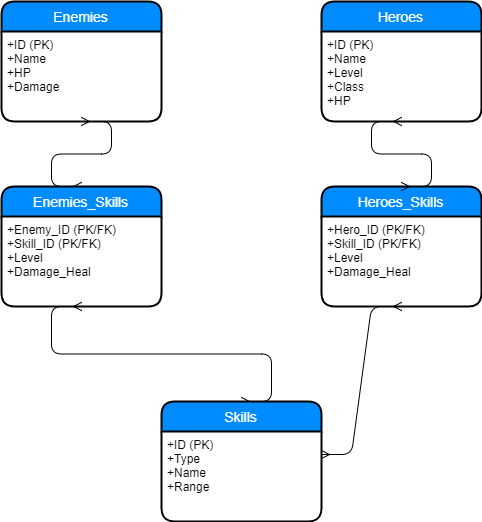 Enemies
+ID (PK)
+Name
+HP
+Damage
Heroes
+ID (PK)
+Name
+Level
+Class
+HP
Enemies_Skills
+Enemy_ID (PK/FK)
+Skill_ID (PK/FK)
+Level
+Damage_Heal
Heroes_Skills
+Hero_ID (PK/FK)
+Skill_ID (PK/FK)
+Level
+Damage_Heal
Skills
+ID (PK)
+Type
+Name
+Range